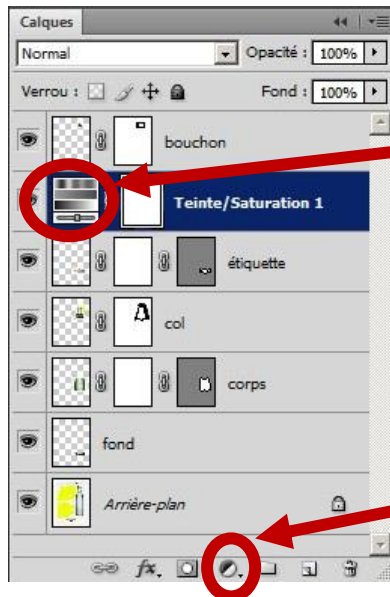 Calques
Normal Opacité : 100%
Verrou : Fond : 100%
bouchon
Teinte/Saturation 1
étiquette
col
corps
fond
Arrière-plan
fx.